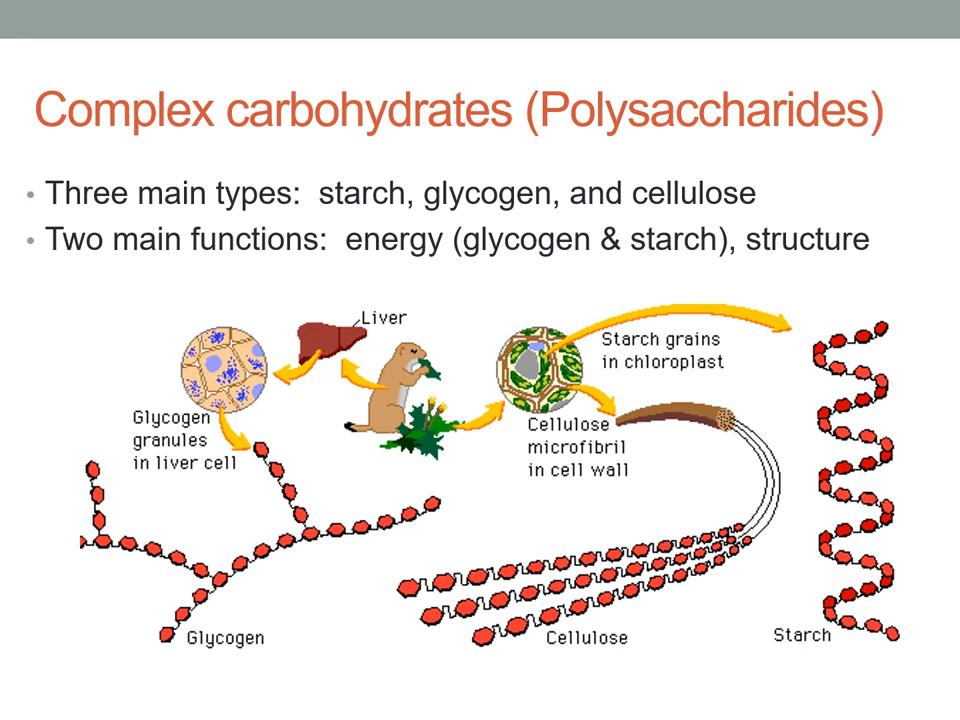 Complex carbohydrates (Polysaccharides)
• Three main types:  starch, glycogen, and cellulose
• Two main functions:  energy (glycogen & starch), structure
Liver
Starch grains
in chloroplast
Glycogen
granules
in liver cell
Cellulose
microfibril
in cell wall
Glycogen
Cellulose
Starch